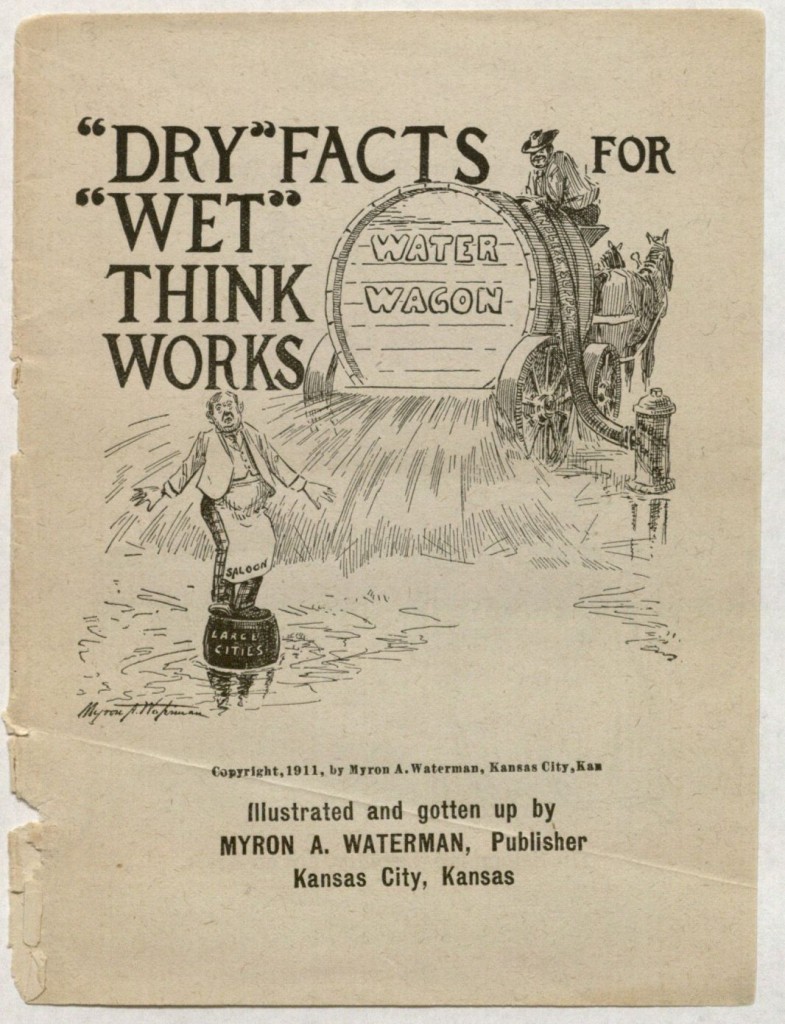 "DRY" FACTS FOR
"WET"
THINK
WORKS
WATER
WAGON
SALOON
LARGE
CITIES
Myron A. Waterman
Copyright, 1911, by Myron A. Waterman, Kansas City, Kan
Illustrated and gotten up by
MYRON A. WATERMAN, Publisher
Kansas City, Kansas